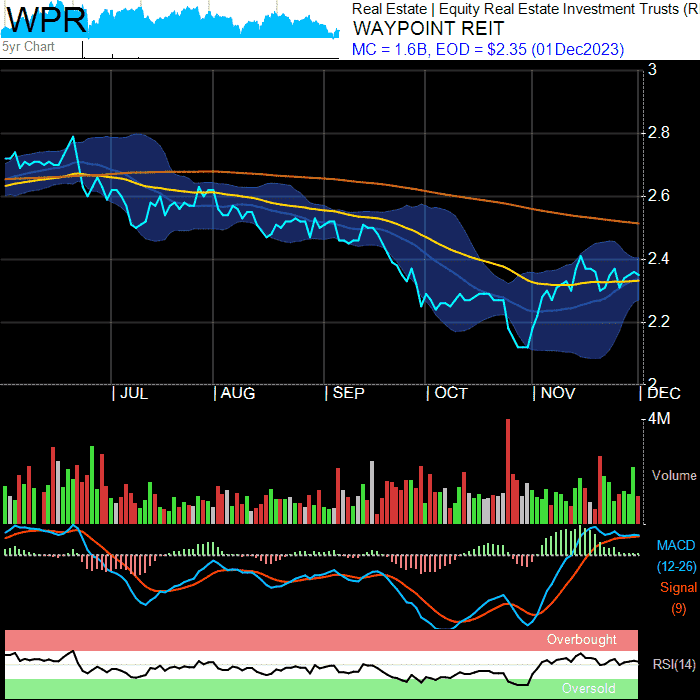 WPR
Real Estate | Equity Real Estate Investment Trusts (R
WAYPOINT REIT
MC = 1.6B, EOD = $2.35 (01Dec2023)
5yr Chart
3
2.8
2.6
2.4
2.2
2
| JUL | AUG | SEP | OCT | NOV | DEC
4M
Volume
MACD
(12-26)
Signal
(9)
Overbought
RSI(14)
Oversold